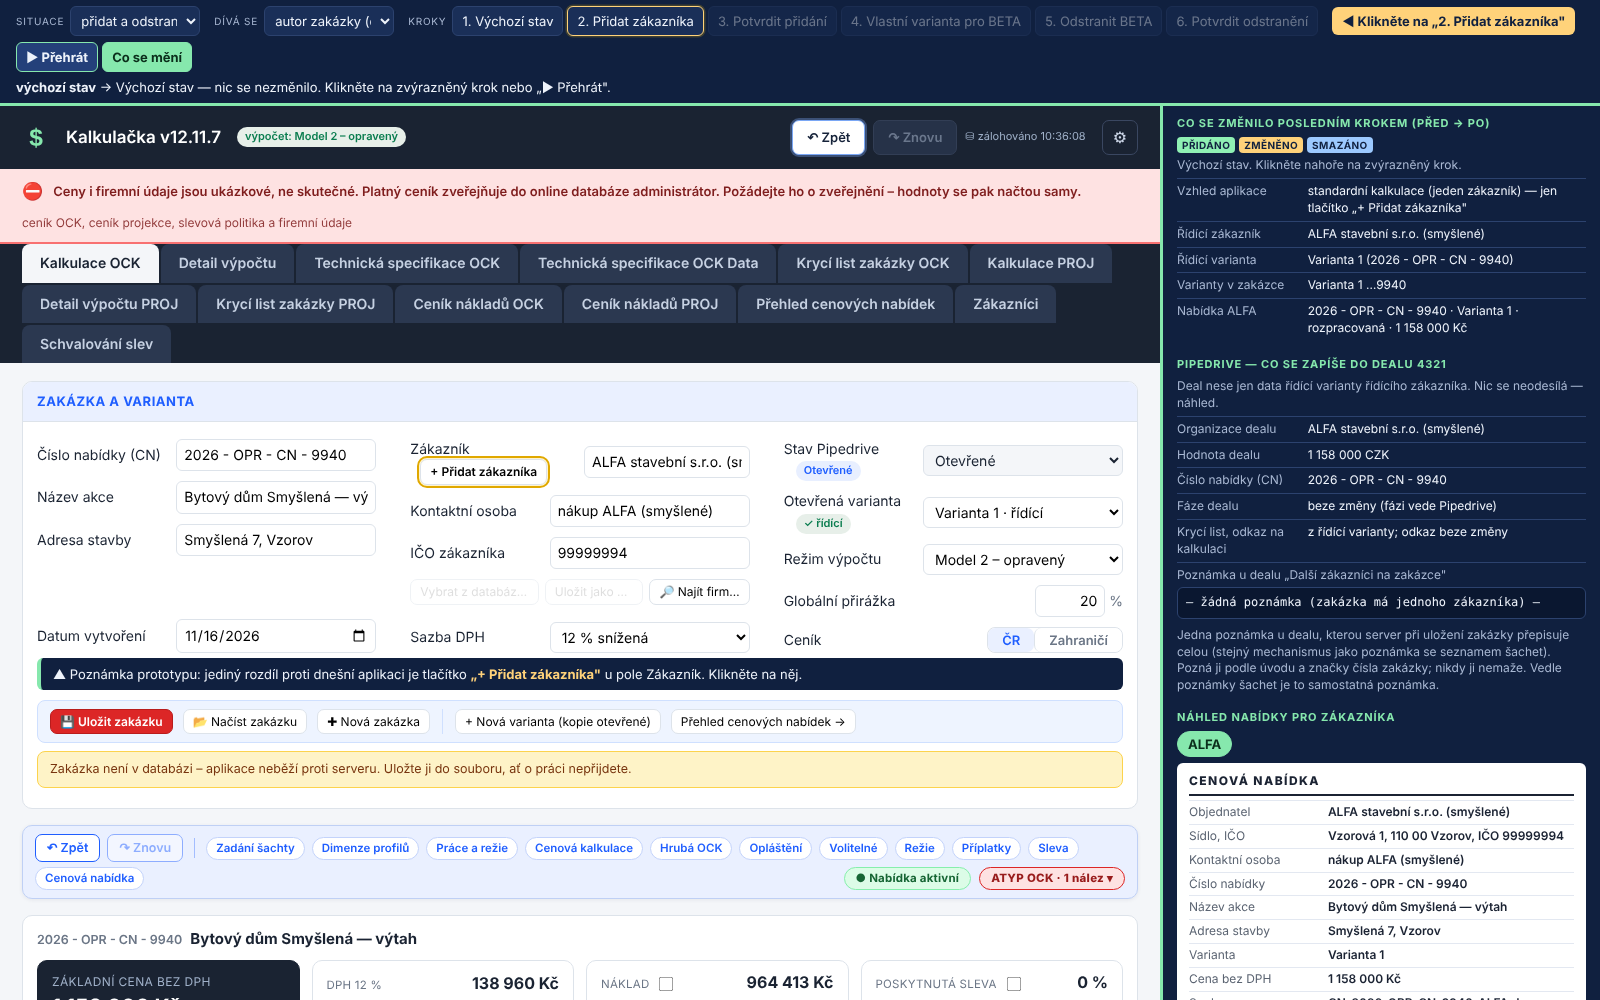 SITUACE přidat a odstran DÍVÁ SE autor zakázky ( KROKY 1. Výchozí stav 2. Přidat zákazníka 3. Potvrdit přidání 4. Vlastní varianta pro BETA 5. Odstranit BETA 6. Potvrdit odstranění ◀ Klikněte na „2. Přidat zákazníka"
▶ Přehrát Co se mění
výchozí stav → Výchozí stav — nic se nezměnilo. Klikněte na zvýrazněný krok nebo „▶ Přehrát".
$ Kalkulačka v12.11.7 výpočet: Model 2 – opravený ↶ Zpět ↷ Znovu zálohováno 10:36:08
Ceny i firemní údaje jsou ukázkové, ne skutečné. Platný ceník zveřejňuje do online databáze administrátor. Požádejte ho o zveřejnění – hodnoty se pak načtou samy.
ceník OCK, ceník projekce, slevová politika a firemní údaje
Kalkulace OCK Detail výpočtu Technická specifikace OCK Technická specifikace OCK Data Krycí list zakázky OCK Kalkulace PROJ
Detail výpočtu PROJ Krycí list zakázky PROJ Ceník nákladů OCK Ceník nákladů PROJ Přehled cenových nabídek Zákazníci
Schvalování slev
ZAKÁZKA A VARIANTA
Číslo nabídky (CN) 2026 - OPR - CN - 9940
Název akce Bytový dům Smyšlená — vý
Adresa stavby Smyšlená 7, Vzorov
Datum vytvoření 11/16/2026
Zákazník + Přidat zákazníka ALFA stavební s.r.o. (sm
Kontaktní osoba nákup ALFA (smyšlené)
IČO zákazníka 99999994
Vybrat z databáz... Uložit jako ... 🔎 Najít firm...
Sazba DPH 12 % snížená
Stav Pipedrive Otevřené Otevřené
Otevřená varianta ✓ řídící Varianta 1 · řídící
Režim výpočtu Model 2 – opravený
Globální přirážka 20 %
Ceník ČR Zahraničí
▲ Poznámka prototypu: jediný rozdíl proti dnešní aplikaci je tlačítko „+ Přidat zákazníka" u pole Zákazník. Klikněte na něj.
💾 Uložit zakázku 📂 Načíst zakázku ✚ Nová zakázka + Nová varianta (kopie otevřené) Přehled cenových nabídek →
Zakázka není v databázi – aplikace neběží proti serveru. Uložte ji do souboru, ať o práci nepřijdete.
↶ Zpět ↷ Znovu Zadání šachty Dimenze profilů Práce a režie Cenová kalkulace Hrubá OCK Opláštění Volitelné Režie Příplatky Sleva
Cenová nabídka ● Nabídka aktivní ATYP OCK · 1 nález ▾
2026 - OPR - CN - 9940 Bytový dům Smyšlená — výtah
ZÁKLADNÍ CENA BEZ DPH
DPH 12 % 138 960 Kč
NÁKLAD 964 413 Kč
POSKYTNUTÁ SLEVA 0 %
CO SE ZMĚNILO POSLEDNÍM KROKEM (PŘED → PO)
PŘIDÁNO ZMĚNĚNO SMAZÁNO
Výchozí stav. Klikněte nahoře na zvýrazněný krok.
Vzhled aplikace standardní kalkulace (jeden zákazník) — jen
tlačítko „+ Přidat zákazníka"
Řídící zákazník ALFA stavební s.r.o. (smyšlené)
Řídící varianta Varianta 1 (2026 - OPR - CN - 9940)
Varianty v zakázce Varianta 1 …9940
Nabídka ALFA 2026 - OPR - CN - 9940 · Varianta 1 ·
rozpracovaná · 1 158 000 Kč
PIPEDRIVE — CO SE ZAPÍŠE DO DEALU 4321
Deal nese jen data řídící varianty řídícího zákazníka. Nic se neodesílá —
náhled.
Organizace dealu ALFA stavební s.r.o. (smyšlené)
Hodnota dealu 1 158 000 CZK
Číslo nabídky (CN) 2026 - OPR - CN - 9940
Fáze dealu beze změny (fázi vede Pipedrive)
Krycí list, odkaz na kalkulaci z řídící varianty; odkaz beze změny
Poznámka u dealu „Další zákazníci na zakázce"
— žádná poznámka (zakázka má jednoho zákazníka) —
Jedna poznámka u dealu, kterou server při uložení zakázky přepisuje
celou (stejný mechanismus jako poznámka se seznamem šachet).
Pozná ji podle úvodu a značky čísla zakázky; nikdy ji nemaže. Vedle
poznámky šachet je to samostatná poznámka.
NÁHLED NABÍDKY PRO ZÁKAZNÍKA
ALFA
CENOVÁ NABÍDKA
Objednatel ALFA stavební s.r.o. (smyšlené)
Sídlo, IČO Vzorová 1, 110 00 Vzorov, IČO 99999994
Kontaktní osoba nákup ALFA (smyšlené)
Číslo nabídky 2026 - OPR - CN - 9940
Název akce Bytový dům Smyšlená — výtah
Adresa stavby Smyšlená 7, Vzorov
Varianta Varianta 1
Cena bez DPH 1 158 000 Kč